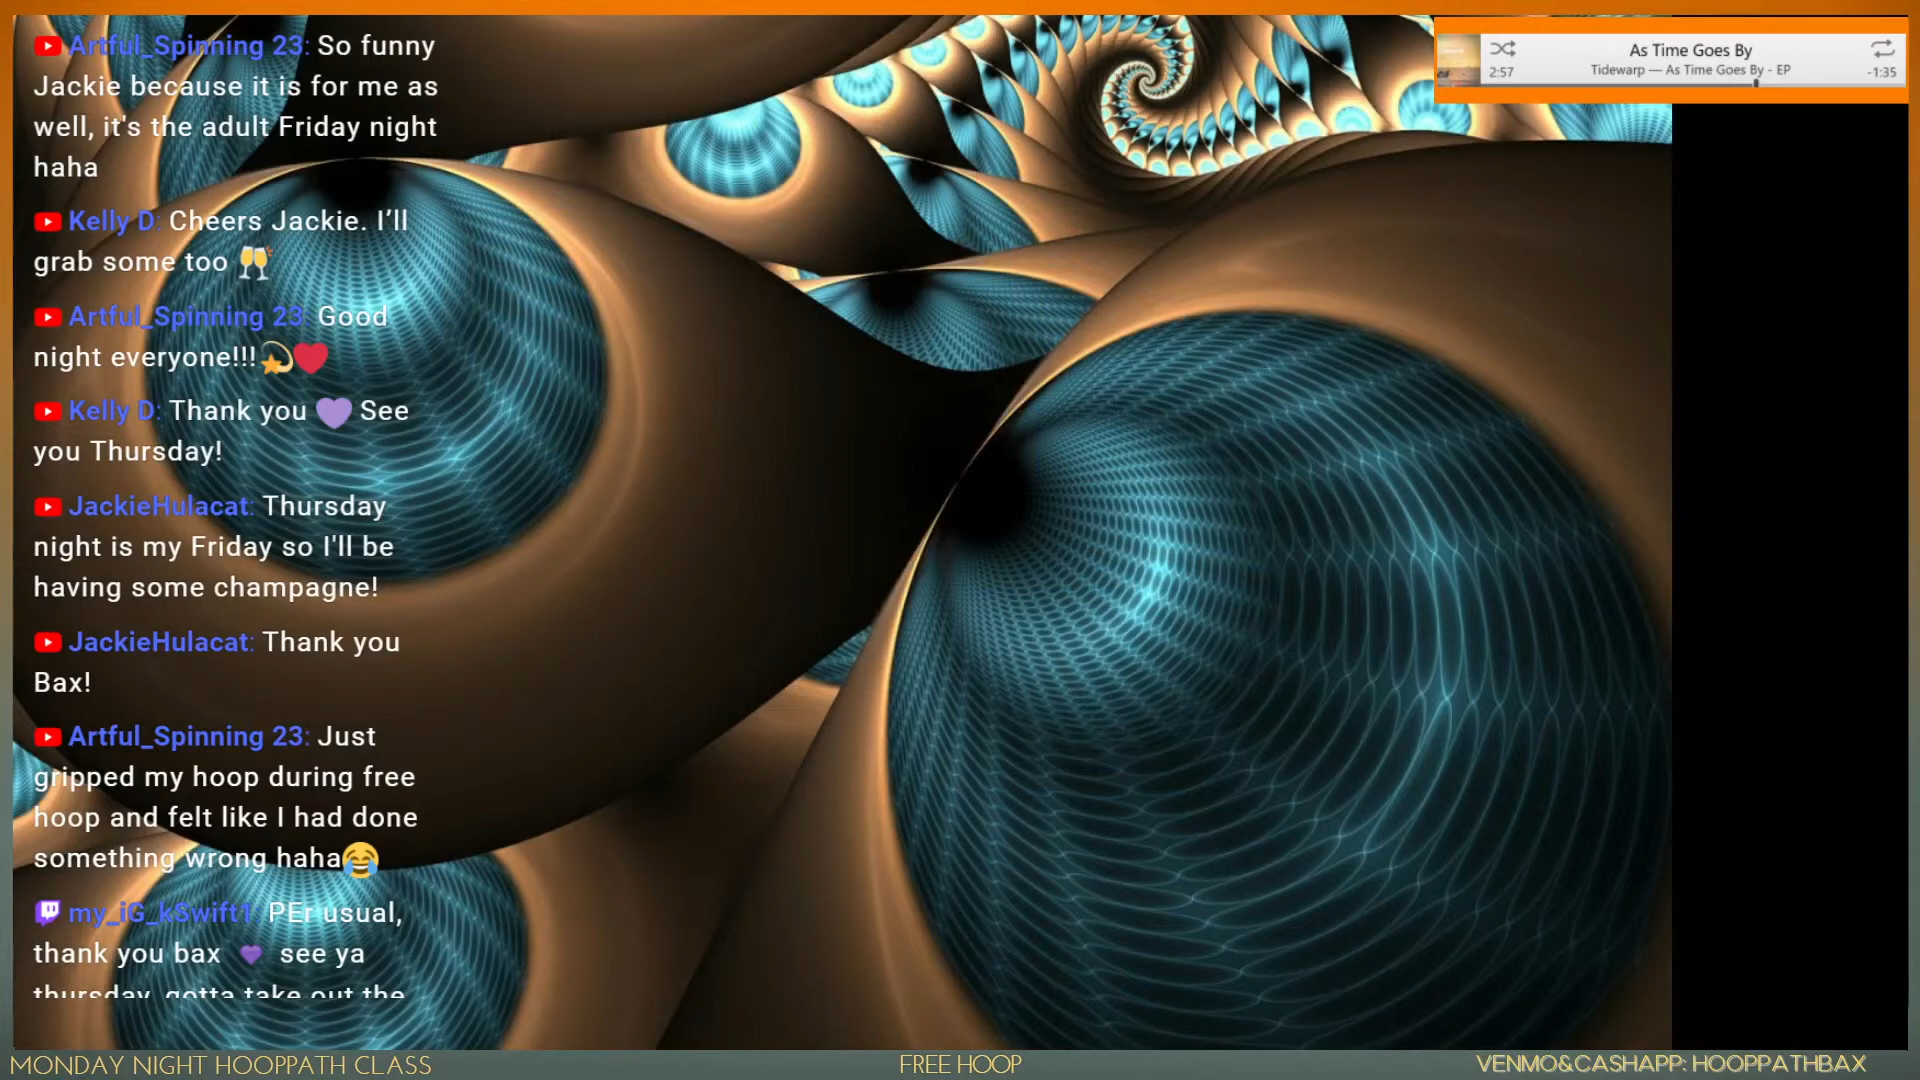 Artful_Spinning 23: So funny
Jackie because it is for me as
well, it's the adult Friday night
haha
Kelly D: Cheers Jackie. I’ll
grab some too 🥂
Artful_Spinning 23: Good
night everyone!!!💫❤️
Kelly D: Thank you 💜 See
you Thursday!
JackieHulacat: Thursday
night is my Friday so I'll be
having some champagne!
JackieHulacat: Thank you
Bax!
Artful_Spinning 23: Just
gripped my hoop during free
hoop and felt like I had done
something wrong haha😂
my_iG_kSwift1: PEr usual,
thank you bax 💜 see ya
thursday, gotta take out the
As Time Goes By
2:57
Tidewarp — As Time Goes By - EP
-1:35
MONDAY NIGHT HOOPPATH CLASS
FREE HOOP
VENMO&CASHAPP: HOOPPATHBAX